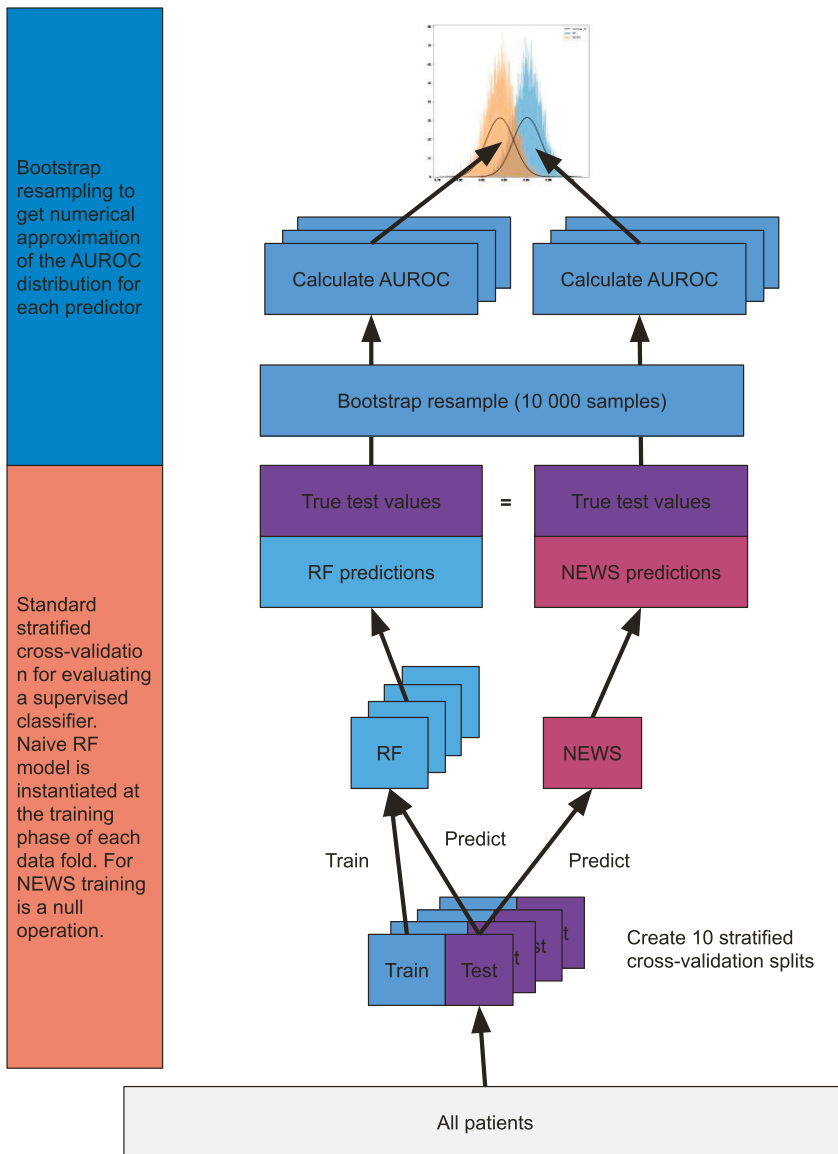 Bootstrap
resampling to
get numerical
approximation
of the AUROC
distribution for
each predictor
Calculate AUROC
Calculate AUROC
Bootstrap resample (10 000 samples)
True test values
=
True test values
RF predictions
NEWS predictions
Standard
stratified
cross-validatio
n for evaluating
a supervised
classifier.
Naive RF
model is
instantiated at
the training
phase of each
data fold. For
NEWS training
is a null
operation.
RF
NEWS
Train
Predict
Predict
Train
Test
t
st
t
Create 10 stratified
cross-validation splits
All patients